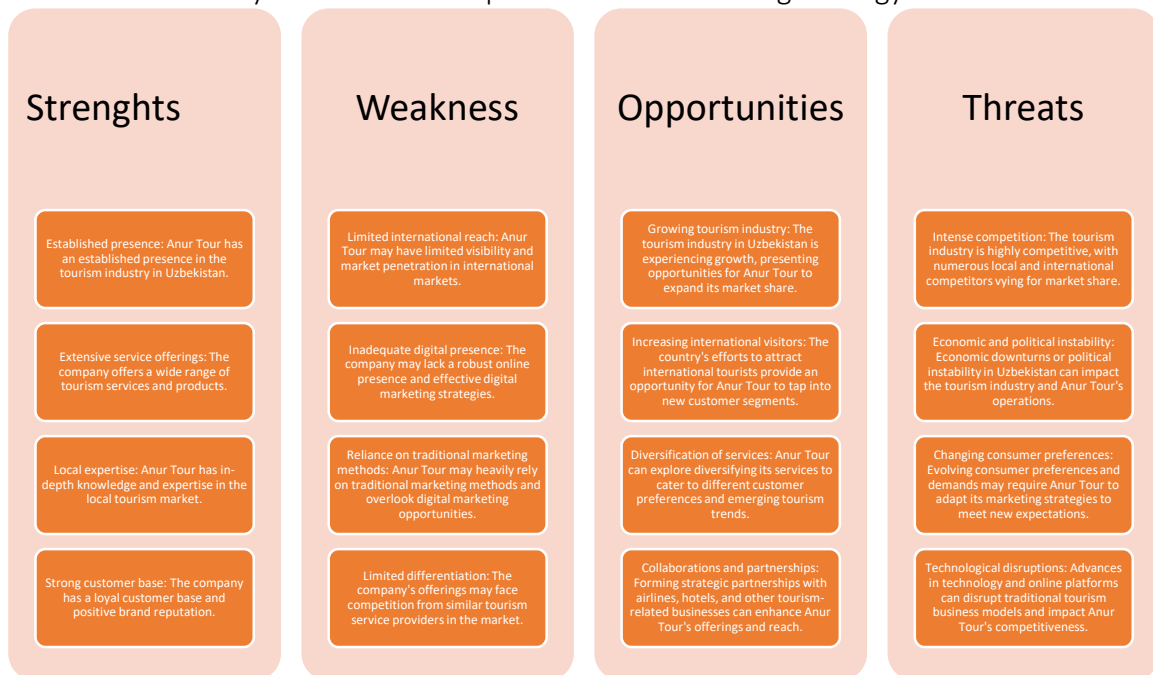 Strenghts
Established presence: Anur Tour has
an established presence in the
tourism industry in Uzbekistan.
Extensive service offerings: The
company offers a wide range of
tourism services and products.
Local expertise: Anur Tour has in-
depth knowledge and expertise in the
local tourism market.
Strong customer base: The company
has a loyal customer base and
positive brand reputation.
Weakness
Limited international reach: Anur
Tour may have limited visibility and
market penetration in international
markets.
Inadequate digital presence: The
company may lack a robust online
presence and effective digital
marketing strategies.
Reliance on traditional marketing
methods: Anur Tour may heavily rely
on traditional marketing methods and
overlook digital marketing
opportunities.
Limited differentiation: The
company's offerings may face
competition from similar tourism
service providers in the market.
Opportunities
Growing tourism industry: The
tourism industry in Uzbekistan is
experiencing growth, presenting
opportunities for Anur Tour to
expand its market share.
Increasing international visitors: The
country's efforts to attract
international tourists provide an
opportunity for Anur Tour to tap into
new customer segments.
Diversification of services: Anur Tour
can explore diversifying its services to
cater to different customer
preferences and emerging tourism
trends.
Collaborations and partnerships:
Forming strategic partnerships with
airlines, hotels, and other tourism-
related businesses can enhance Anur
Tour's offerings and reach.
Threats
Intense competition: The tourism
industry is highly competitive, with
numerous local and international
competitors vying for market share.
Economic and political instability:
Economic downturns or political
instability in Uzbekistan can impact
the tourism industry and Anur Tour's
operations.
Changing consumer preferences:
Evolving consumer preferences and
demands may require Anur Tour to
adapt its marketing strategies to
meet new expectations.
Technological disruptions: Advances
in technology and online platforms
can disrupt traditional tourism
business models and impact Anur
Tour's competitiveness.